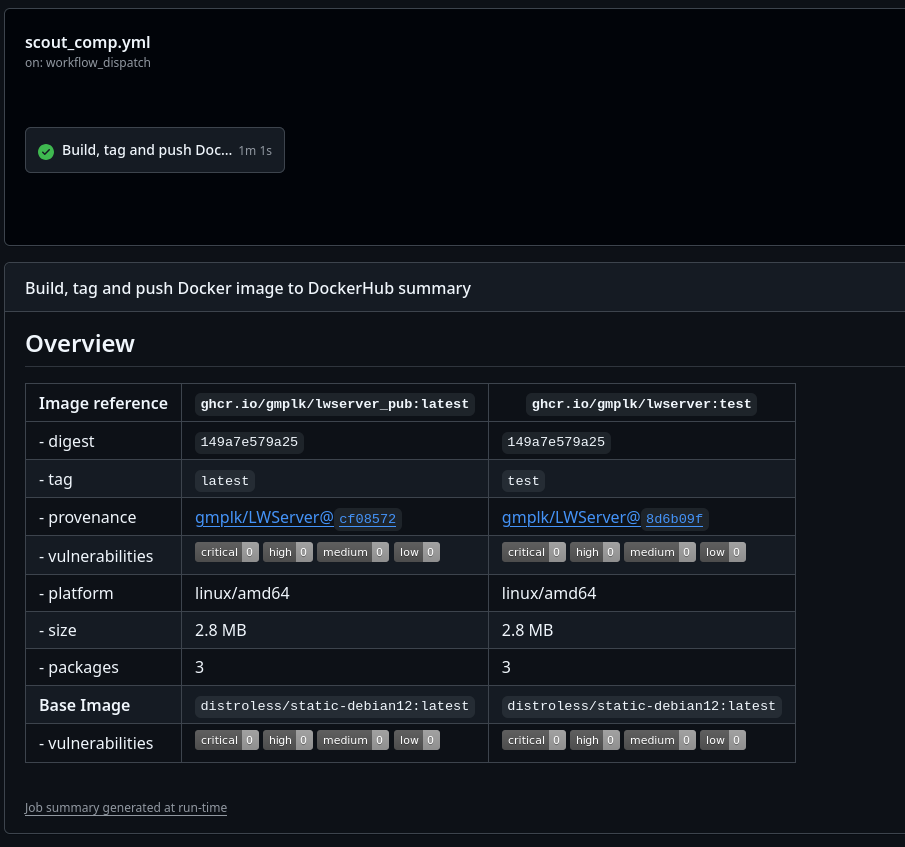 scout_comp.yml
on: workflow_dispatch
Build, tag and push Doc... 1m 1s
Build, tag and push Docker image to DockerHub summary
Overview
Image reference ghcr.io/gmplk/lwserver_pub:latest ghcr.io/gmplk/lwserver:test
- digest 149a7e579a25 149a7e579a25
- tag latest test
- provenance gmplk/LWServer@ cf08572 gmplk/LWServer@ 8d6b09f
- vulnerabilities critical 0 high 0 medium 0 low 0 critical 0 high 0 medium 0 low 0
- platform linux/amd64 linux/amd64
- size 2.8 MB 2.8 MB
- packages 3 3
Base Image distroless/static-debian12:latest distroless/static-debian12:latest
- vulnerabilities critical 0 high 0 medium 0 low 0 critical 0 high 0 medium 0 low 0
Job summary generated at run-time